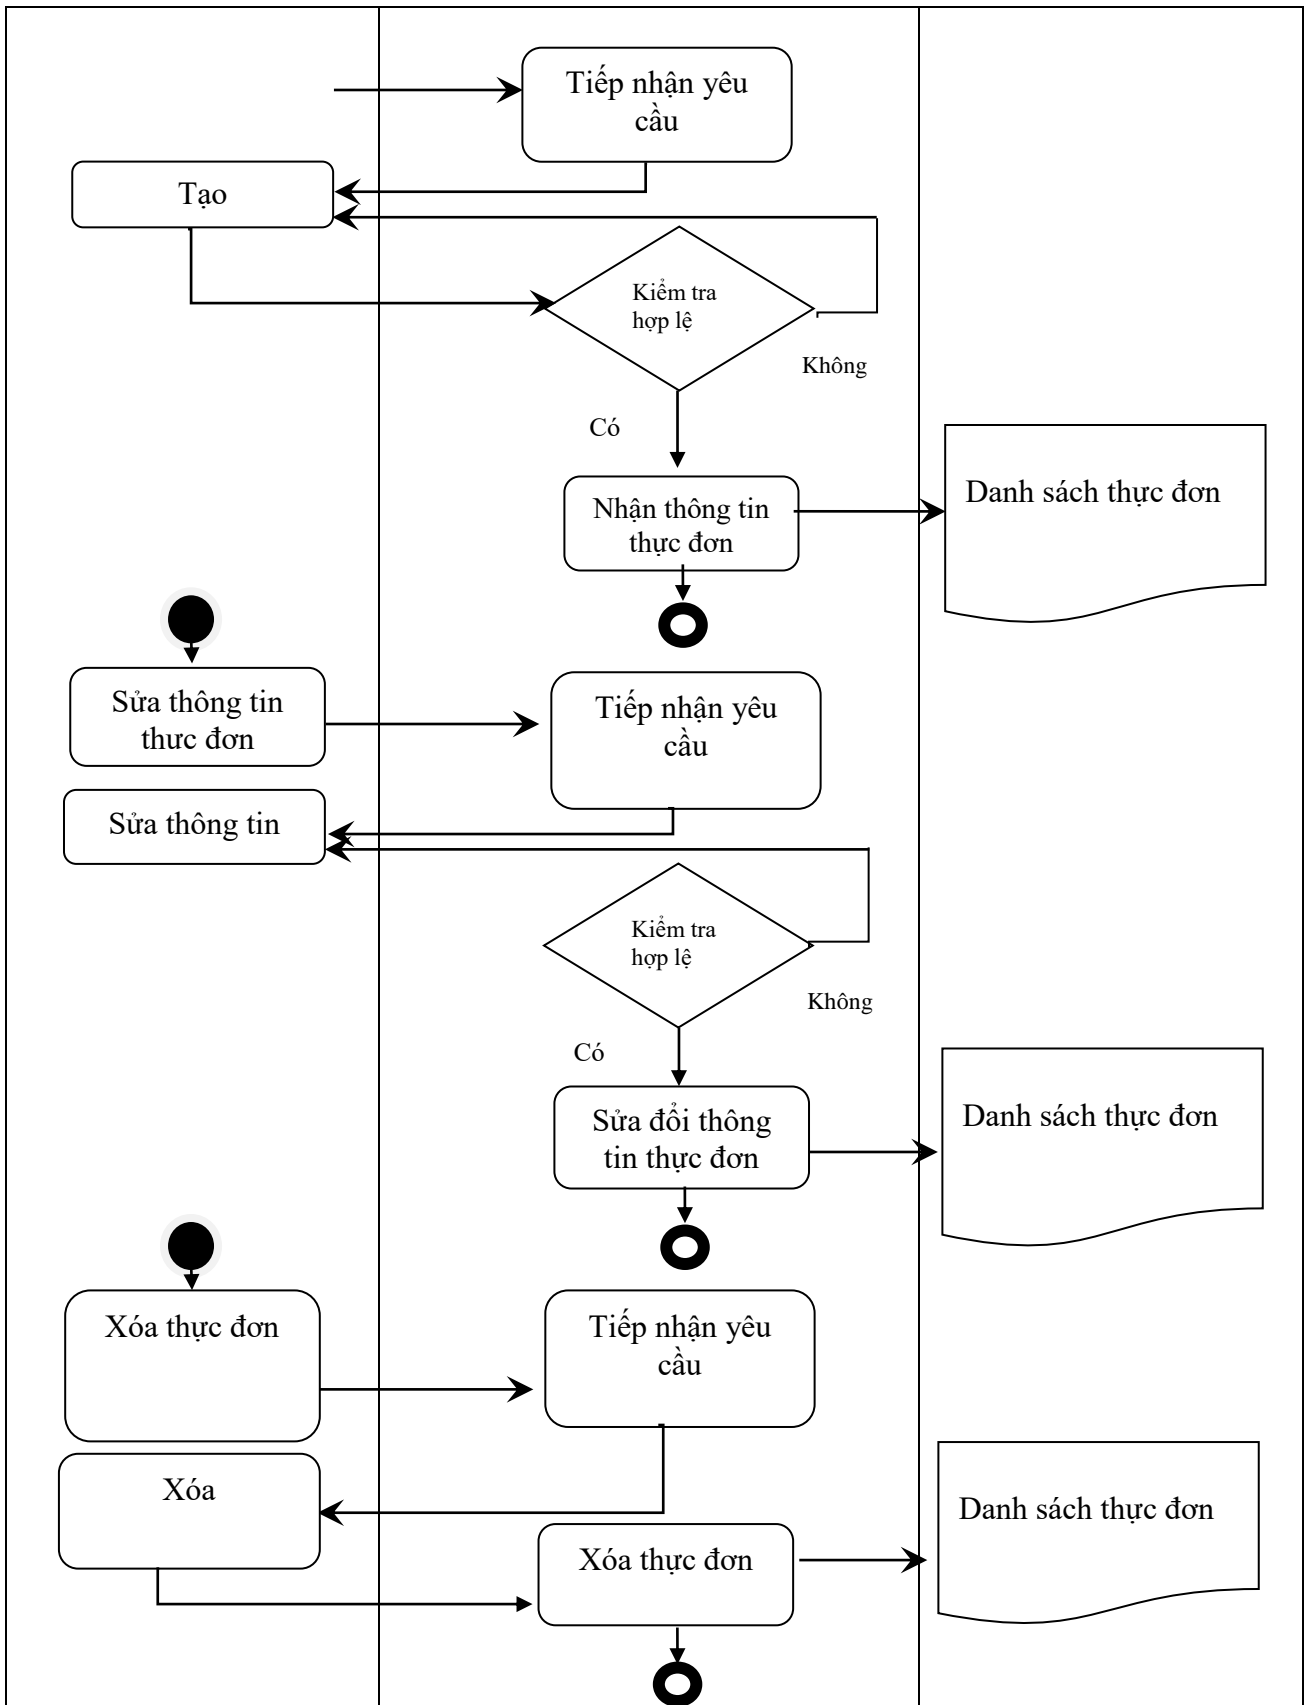 Tiếp nhận yêu
cầu
Tạo
Kiểm tra
hợp lệ
Không
Có
Danh sách thực đơn
Nhận thông tin
thực đơn
Sửa thông tin
thưc đơn
Tiếp nhận yêu
cầu
Sửa thông tin
Kiểm tra
hợp lệ
Không
Có
Danh sách thực đơn
Sửa đổi thông
tin thực đơn
Xóa thực đơn
Tiếp nhận yêu
cầu
Xóa
Danh sách thực đơn
Xóa thực đơn